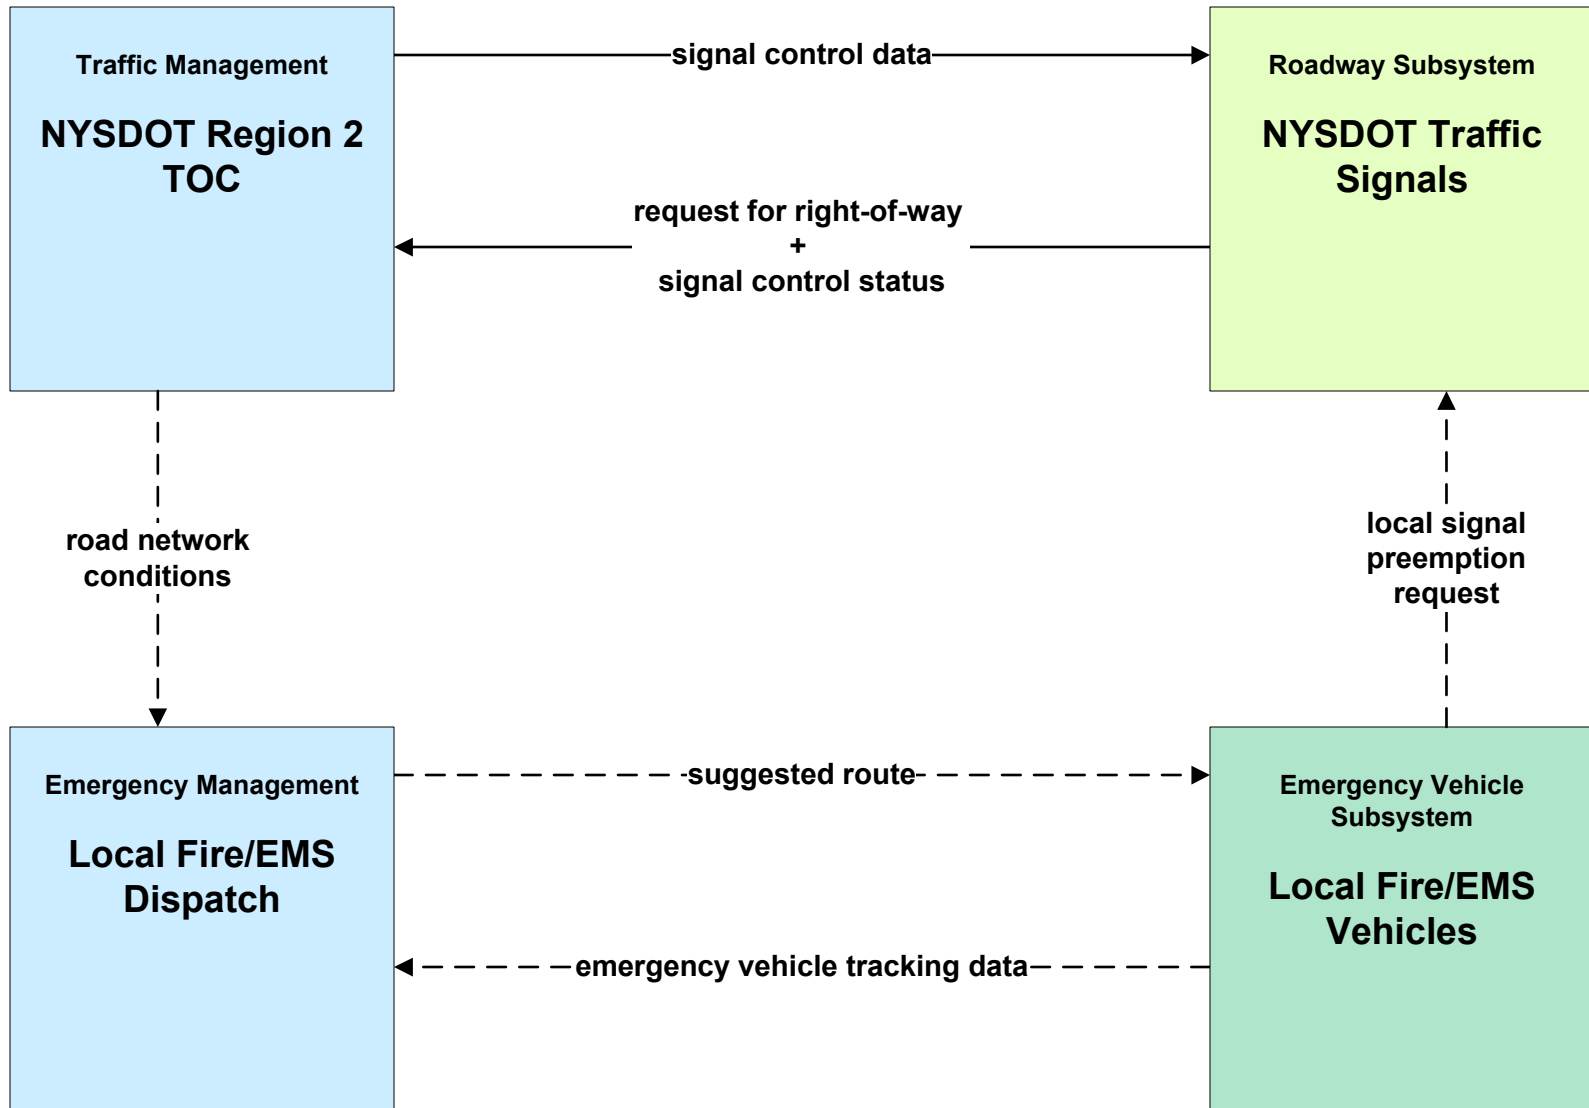 Traffic Management
NYSDOT Region 2
TOC
signal control data
Roadway Subsystem
NYSDOT Traffic
Signals
request for right-of-way
+
signal control status
road network
conditions
local signal
preemption
request
Emergency Management
Local Fire/EMS
Dispatch
suggested route
Emergency Vehicle
Subsystem
Local Fire/EMS
Vehicles
emergency vehicle tracking data